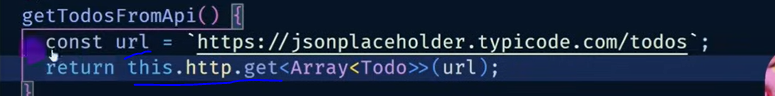 getTodosFromApi() {
const url = `https://jsonplaceholder.typicode.com/todos`;
return this.http.get<Array<Todo>>(url);
}